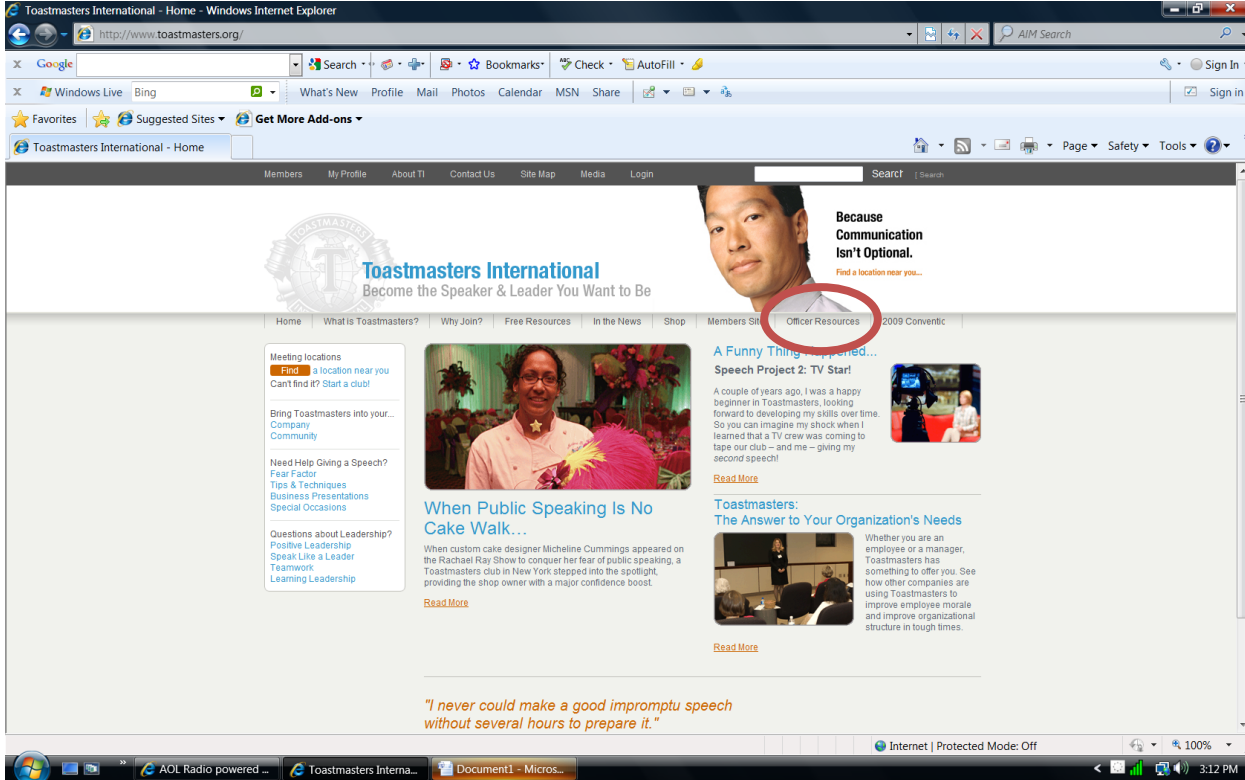 Toastmasters International - Home - Windows Internet Explorer
http://www.toastmasters.org/
AIM Search
x Google Search Bookmarks Check AutoFill Sign In
x Windows Live Bing What's New Profile Mail Photos Calendar MSN Share Sign in
Favorites Suggested Sites Get More Add-ons
Toastmasters International - Home
Page Safety Tools
Members My Profile About TI Contact Us Site Map Media Login Search | Search
TOASTMASTERS
INTERNATIONAL
T
Toastmasters International
Become the Speaker & Leader You Want to Be
Because
Communication
Isn't Optional.
Find a location near you...
Home What is Toastmasters? Why Join? Free Resources In the News Shop Members Sit Officer Resources 2009 Conventic
Meeting locations
Find a location near you
Can't find it? Start a club!
Bring Toastmasters into your...
Company
Community
Need Help Giving a Speech?
Fear Factor
Tips & Techniques
Business Presentations
Special Occasions
Questions about Leadership?
Positive Leadership
Speak Like a Leader
Teamwork
Learning Leadership
When Public Speaking Is No
Cake Walk…
When custom cake designer Micheline Cummings appeared on
the Rachael Ray Show to conquer her fear of public speaking, a
Toastmasters club in New York stepped into the spotlight,
providing the shop owner with a major confidence boost.
Read More
A Funny Thing Happened...
Speech Project 2: TV Star!
A couple of years ago, I was a happy
beginner in Toastmasters, looking
forward to developing my skills over time.
So you can imagine my shock when I
learned that a TV crew was coming to
tape our club – and me – giving my
second speech!
Read More
Toastmasters:
The Answer to Your Organization's Needs
Whether you are an
employee or a manager,
Toastmasters has
something to offer you. See
how other companies are
using Toastmasters to
improve employee morale
and improve organizational
structure in tough times.
Read More
"I never could make a good impromptu speech
without several hours to prepare it."
Internet | Protected Mode: Off 100%
AOL Radio powered ... Toastmasters Interna... Document1 - Micros... 3:12 PM